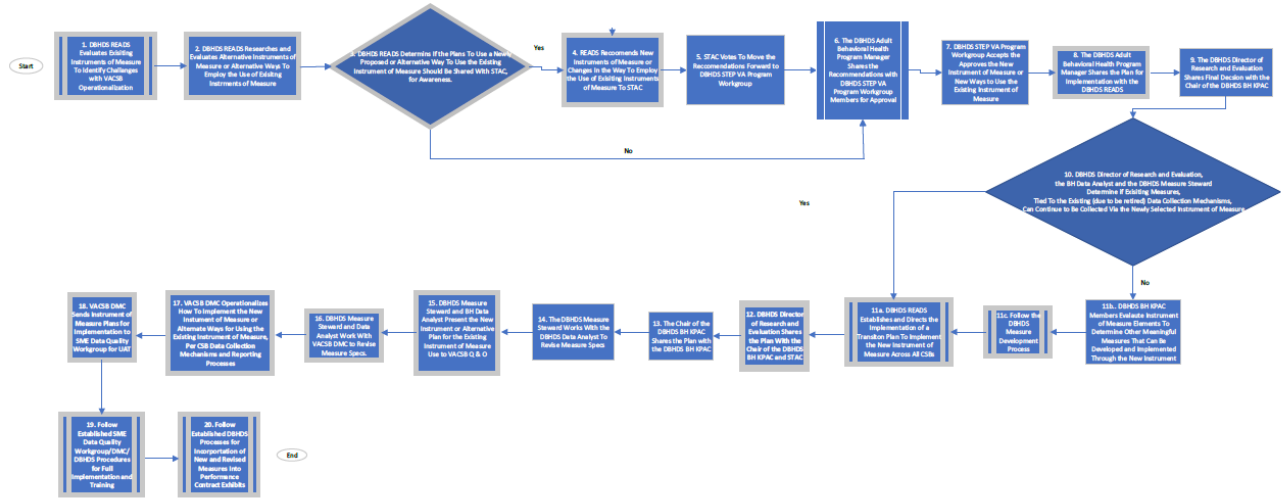 Start
1. DBHDS READS
Evaluates Exisiting
Instruments of Measure
To Identify Challenges
with VACSB
Operationalization
2. DBHDS READS Researches and
Evaluates Alternative Instruments of
Measure or Alternative Ways To
Employ the Use of Existing
Instrments of Measure
3. DBHDS READS Determins If the Plans To Use a New,
Proposed or Alternative Way To Use the Existing
Instrument of Measure Should Be Shared With STAC,
for Awareness.
Yes
No
4. READS Reccomends New
Instruments of Measure or
Changes in the Way To Employ
the Use of Existing Instruments
of Measure To STAC
5. STAC Votes To Move the
Reccomendations Forward to
DBHDS STEP VA Program
Workgroup
6. The DBHDS Adult
Behavioral Health
Program Manager
Shares the
Recommendations with
DBHDS STEP VA
Program Workgroup
Members for Approval
7. DBHDS STEP VA Program
Workgroup Accepts the
Approves the New
Instrument of Measure or
New Ways to Use the
Existing Instrument of
Measure
8. The DBHDS Adult
Behavioral Health Program
Manager Shares the Plan for
Implementation with the
DBHDS READS
9. The DBHDS Director of
Research and Evaluation
Shares Final Decision with the
Chair of the DBHDS BH KPAC
10. DBHDS Director of Research and Evaluation,
the BH Data Analyst and the DBHDS Measure Steward
Determine If Exisiting Measures,
Tied To the Existing (due to be retired) Data Collection Mechanisms,
Can Continue to Be Collected Via the Newly Selected Instrument of Measure
Yes
No
11b.. DBHDS BH KPAC
Members Evaluate Instrument
of Measure Elements To
Determine Other Meaningful
Measures That Can Be
Developed and Implemented
Through the New Instrument
11c. Follow the
DBHDS
Measure
Development
Process
11a. DBHDS READS
Establishes and Directs the
Implementation of a
Transiton Plan To Implement
the New Instrument of
Measure Across All CSBs
12. DBHDS Director
of Research and
Evaluation Shares
the Plan With the
Chair of the DBHDS
BH KPAC and STAC
13. The Chair of the
DBHDS BH KPAC
Shares the Plan with
the DBHDS BH KPAC
14. The DBHDS Measure
Steward Works With the
DBHDS Data Analyst To
Revise Measure Specs
15. DBHDS Measure
Steward and BH Data
Analyst Present the New
Instrument or Alternative
Plan for the Existing
Instrument of Measure
Use to VACSB Q & O
16. DBHDS Measure
Steward and Data
Analyst Work With
VACSB DMC to Revise
Measure Specs.
17. VACSB DMC Operationalizes
How To Implement the New
Instument of Measure or
Alternate Ways for Using the
Existing Instrument of Measure,
Per CSB Data Collection
Mechanisms and Reporting
Processes
18. VACSB DMC
Sends Instrument of
Measure Plans for
Implementation to
SME Data Quality
Workgroup for UAT
19. Follow
Established SME
Data Quality
Workgroup/DMC/
DBHDS Procedures
for Full
Implementation and
Training
20. Follow
Established DBHDS
Processes for
Incorportation of
New and Revised
Measures Into
Performance
Contract Exhibits
End